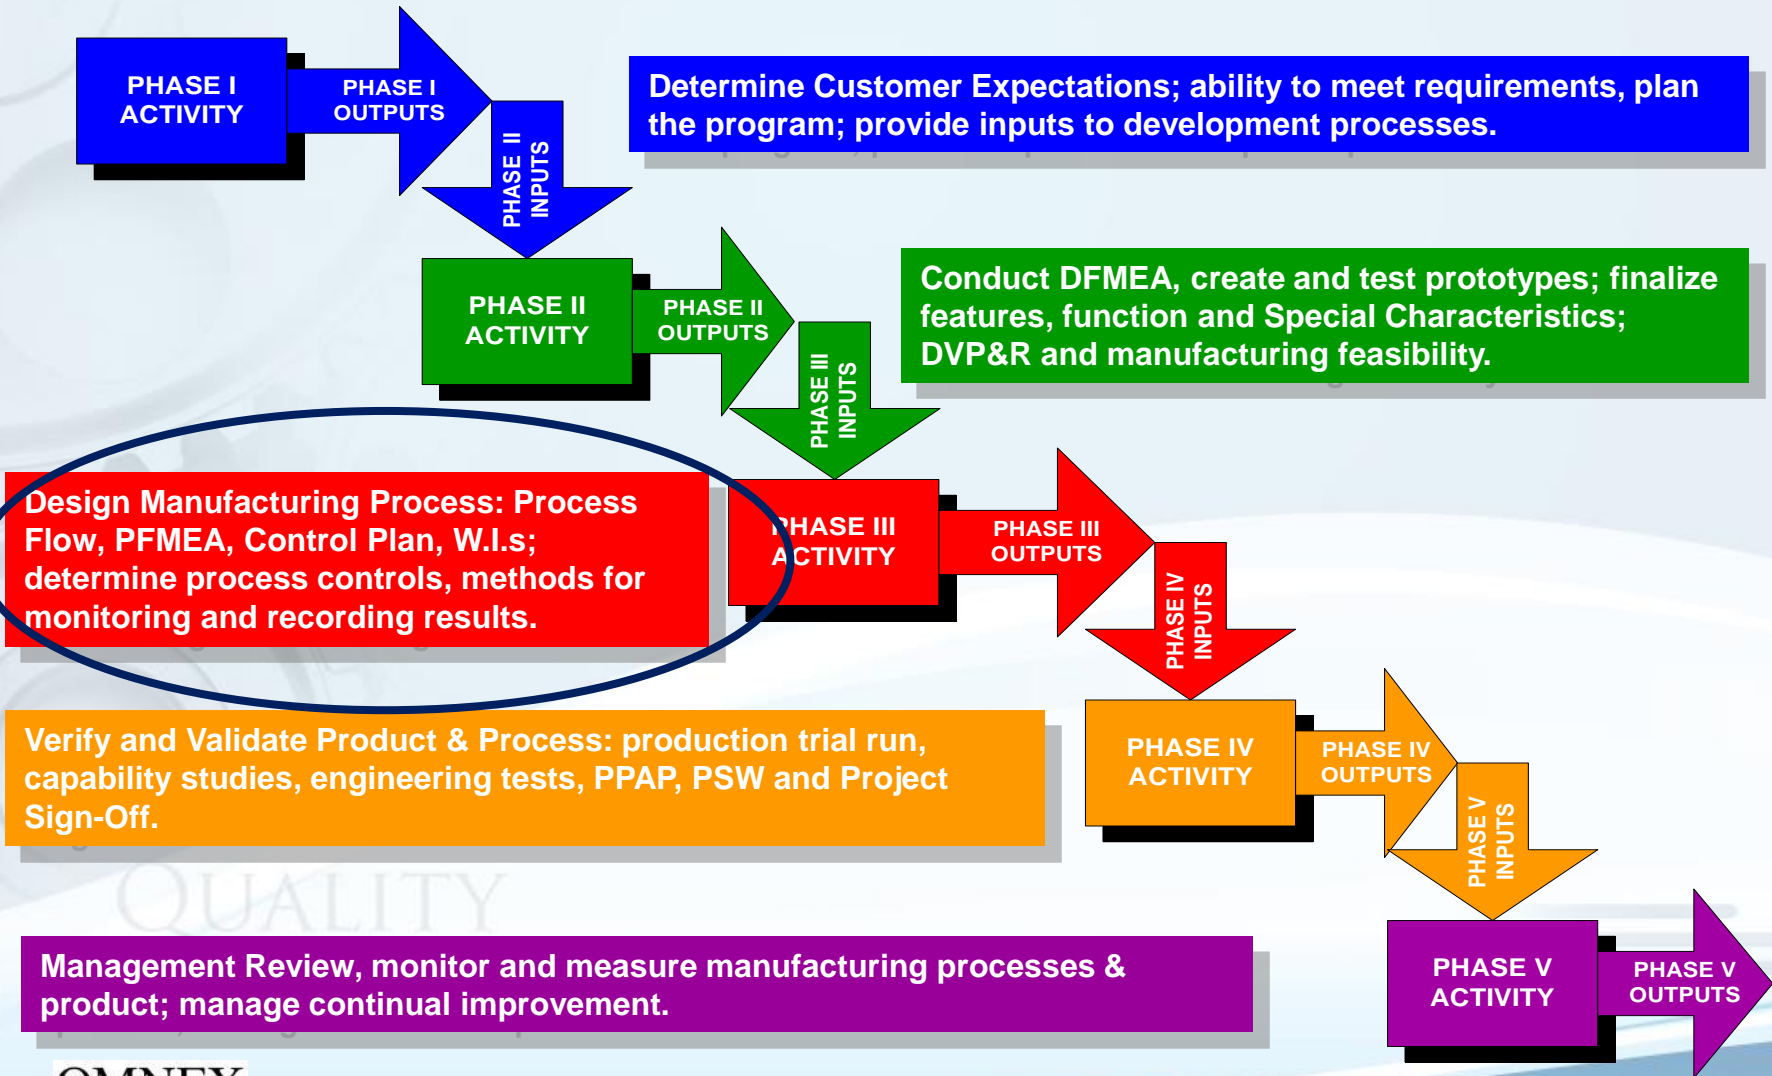 PHASE I
ACTIVITY
PHASE I
OUTPUTS
Determine Customer Expectations; ability to meet requirements, plan
the program; provide inputs to development processes.
PHASE II
INPUTS
PHASE II
ACTIVITY
PHASE II
OUTPUTS
Conduct DFMEA, create and test prototypes; finalize
features, function and Special Characteristics;
DVP&R and manufacturing feasibility.
PHASE III
INPUTS
Design Manufacturing Process: Process
Flow, PFMEA, Control Plan, W.I.s;
determine process controls, methods for
monitoring and recording results.
PHASE III
ACTIVITY
PHASE III
OUTPUTS
PHASE IV
INPUTS
Verify and Validate Product & Process: production trial run,
capability studies, engineering tests, PPAP, PSW and Project
Sign-Off.
PHASE IV
ACTIVITY
PHASE IV
OUTPUTS
PHASE V
INPUTS
QUALITY
Management Review, monitor and measure manufacturing processes &
product; manage continual improvement.
PHASE V
ACTIVITY
PHASE V
OUTPUTS
OMNEX